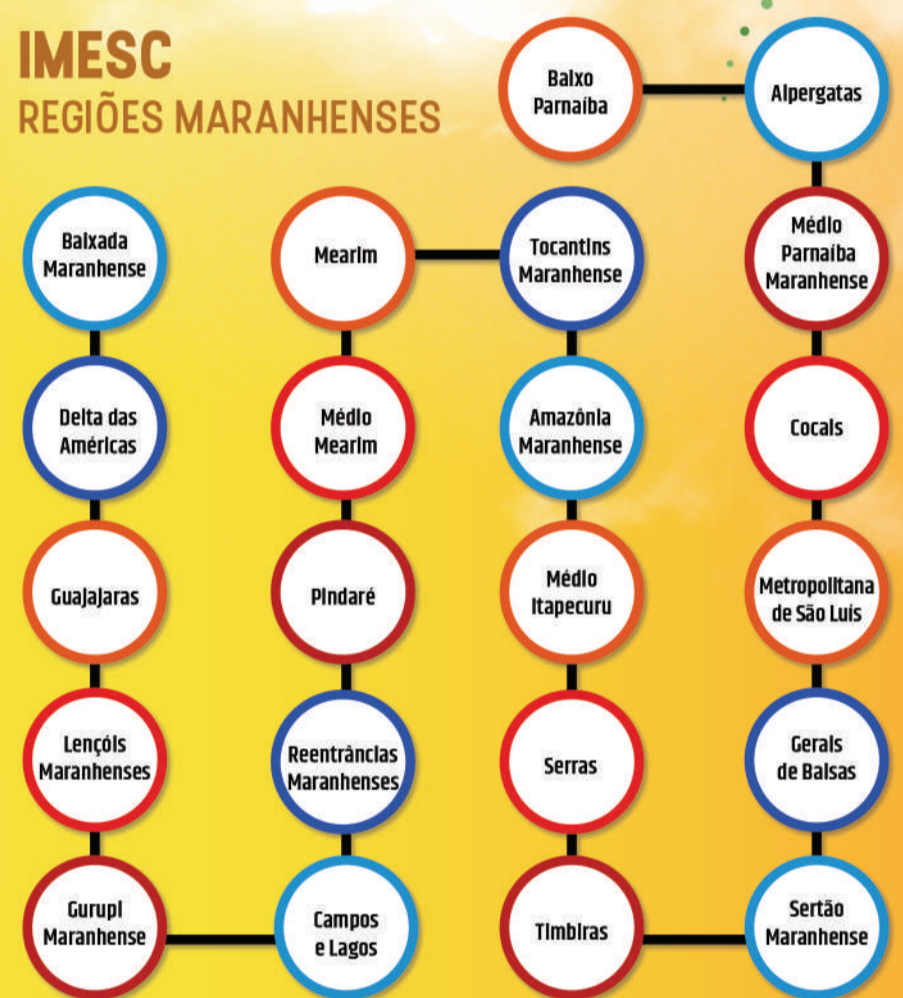 IMESC
REGIÕES MARANHENSES
Baixo
Parnaíba
Alpergatas
Baixada
Maranhense
Mearim
Tocantins
Maranhense
Médio
Parnaíba
Maranhense
Delta das
Américas
Médio
Mearim
Amazônia
Maranhense
Cocais
Guajajaras
Pindaré
Médio
Itapecuru
Metropolitana
de São Luís
Lençóis
Maranhenses
Reentrâncias
Maranhenses
Serras
Gerais
de Balsas
Gurupi
Maranhense
Campos
e Lagos
Timbiras
Sertão
Maranhense